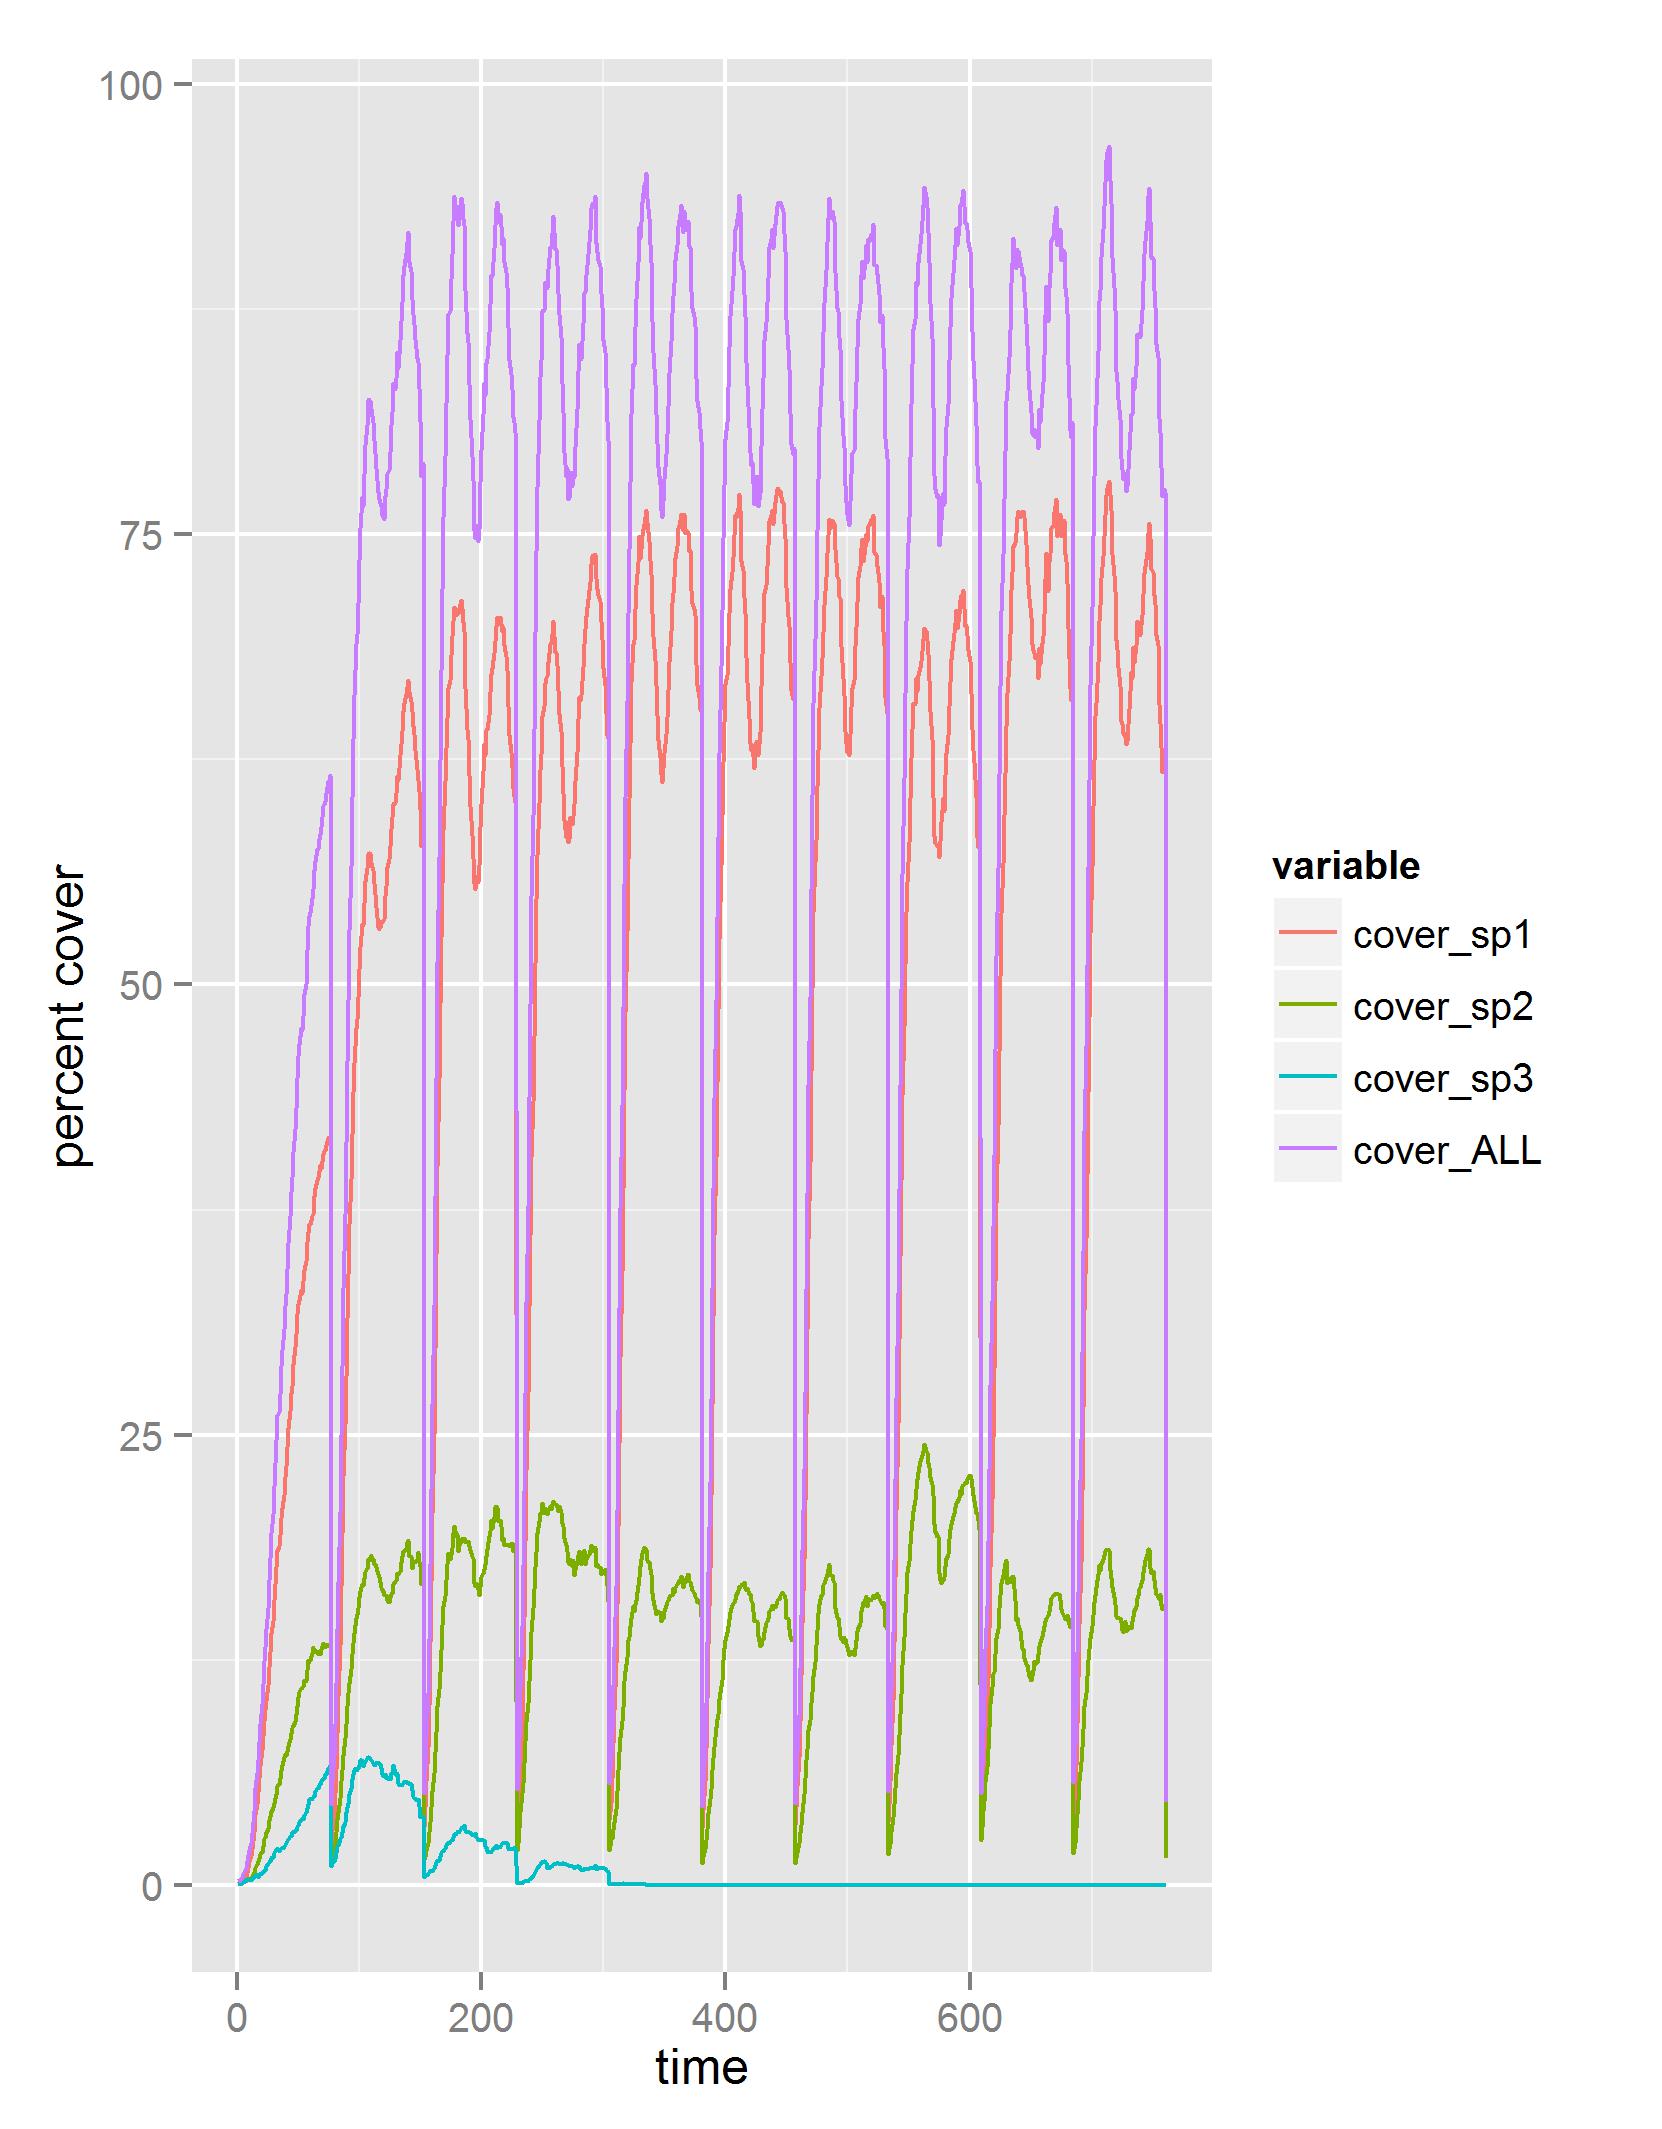 100
75
50
25
0
percent cover
0 200 400 600
time
variable
cover_sp1
cover_sp2
cover_sp3
cover_ALL